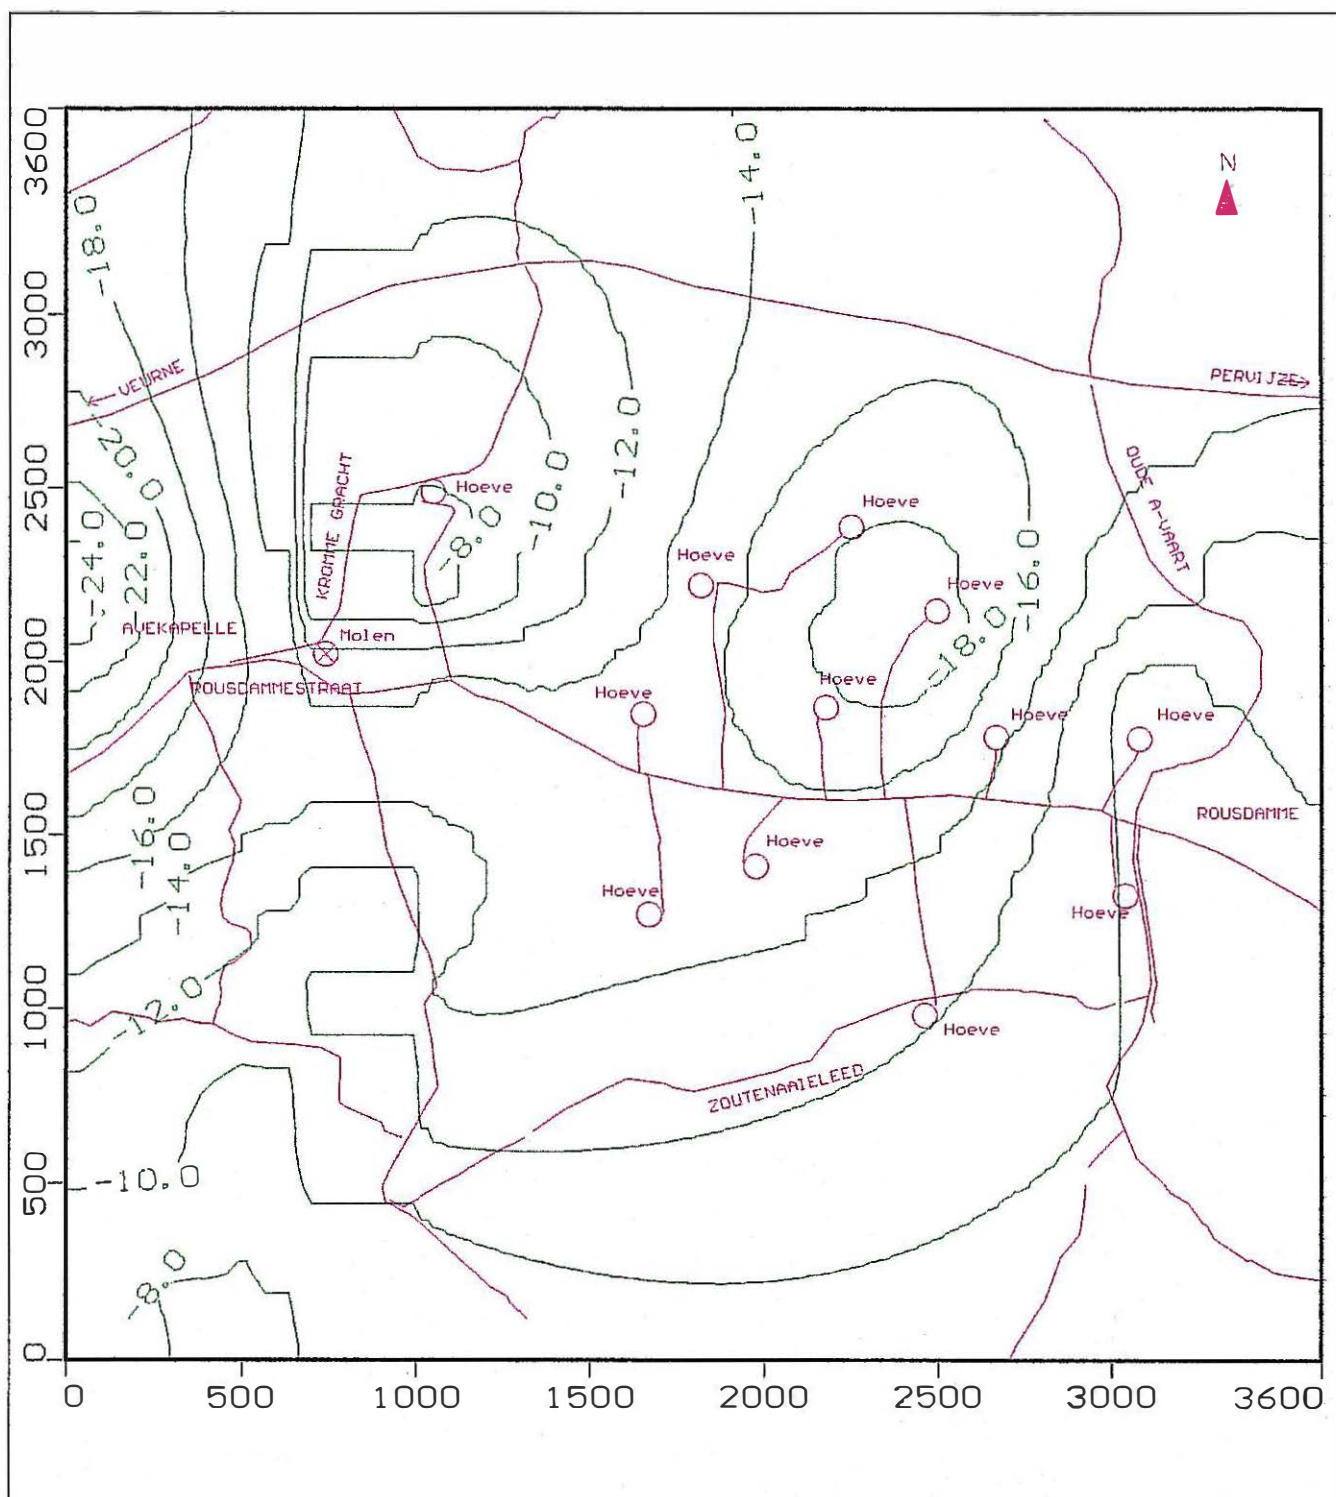 3600
3000
2500
2000
1500
1000
500
0
N
-18.0
-14.0
VEURNE
PERVIJZE
-20.0
-12.0
-10.0
KROMME GRACHT
Hoeve
-8.0
Hoeve
OUDE A-VAART
-24.0
-22.0
Hoeve
Hoeve
-16.0
AVEKAPELLE
Molen
-18.0
ROUSDAMMESTRAAT
Hoeve
Hoeve
Hoeve
Hoeve
-16.0
-14.0
ROUSDAMME
Hoeve
Hoeve
Hoeve
-12.0
Hoeve
ZOUTENAAIELEED
-10.0
-8.0
0 500 1000 1500 2000 2500 3000 3600